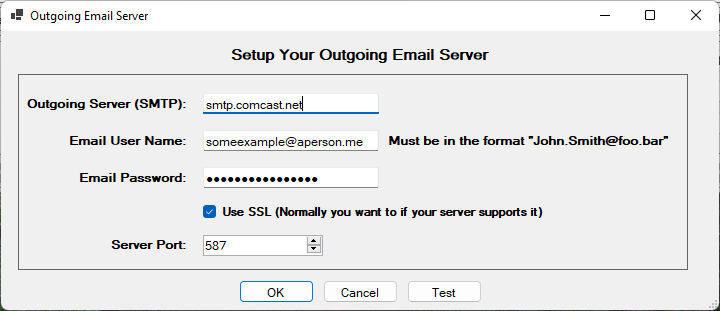 Outgoing Email Server
Setup Your Outgoing Email Server
Outgoing Server (SMTP): smtp.comcast.net
Email User Name: someexample@aperson.me Must be in the format "John.Smith@foo.bar"
Email Password: ••••••••••••••••
Use SSL (Normally you want to if your server supports it)
Server Port: 587
OK Cancel Test